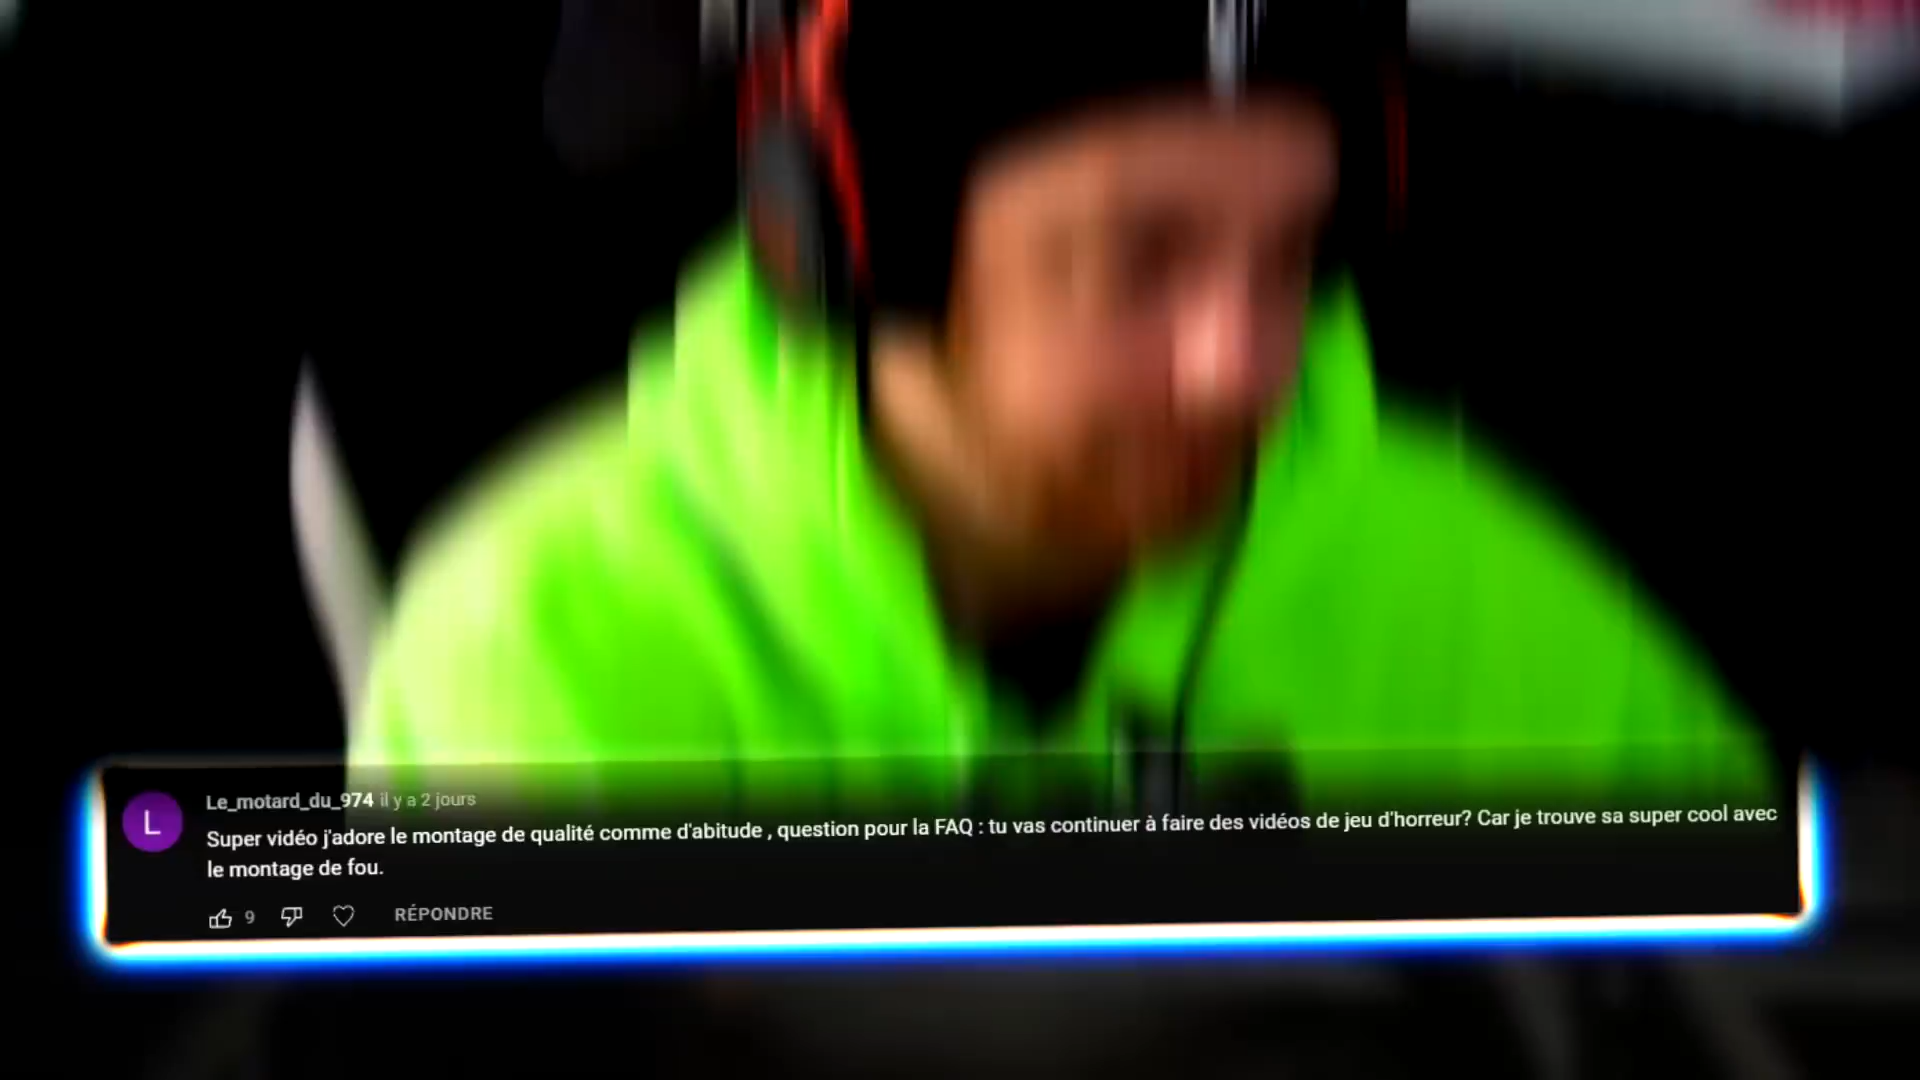 L
Le_motard_du_974 il y a 2 jours
Super vidéo j'adore le montage de qualité comme d'abitude , question pour la FAQ : tu vas continuer à faire des vidéos de jeu d'horreur? Car je trouve sa super cool avec
le montage de fou.
9 RÉPONDRE